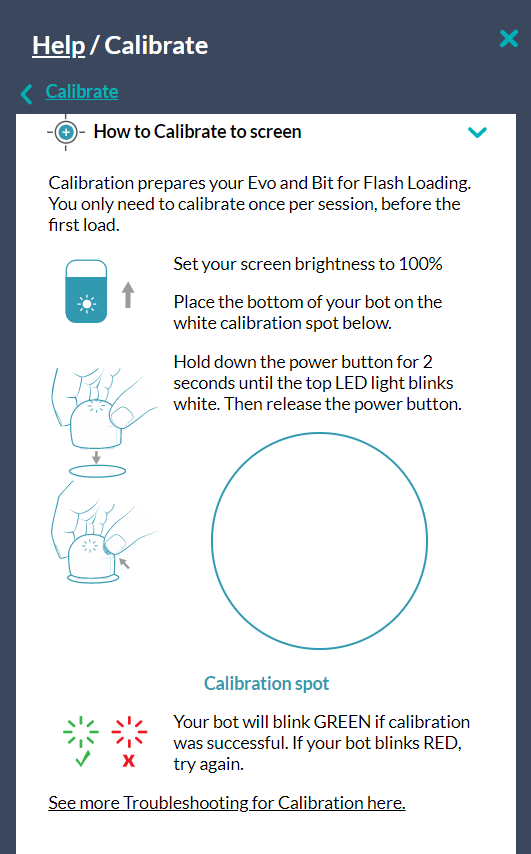 Help / Calibrate
Calibrate
How to Calibrate to screen
Calibration prepares your Evo and Bit for Flash Loading.
You only need to calibrate once per session, before the
first load.
Set your screen brightness to 100%
Place the bottom of your bot on the
white calibration spot below.
Hold down the power button for 2
seconds until the top LED light blinks
white. Then release the power button.
Calibration spot
Your bot will blink GREEN if calibration
was successful. If your bot blinks RED,
try again.
See more Troubleshooting for Calibration here.